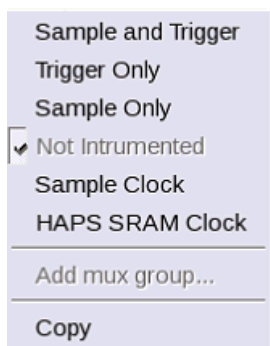 Sample and Trigger
Trigger Only
Sample Only
Not Intrumented
Sample Clock
HAPS SRAM Clock
Add mux group...
Copy